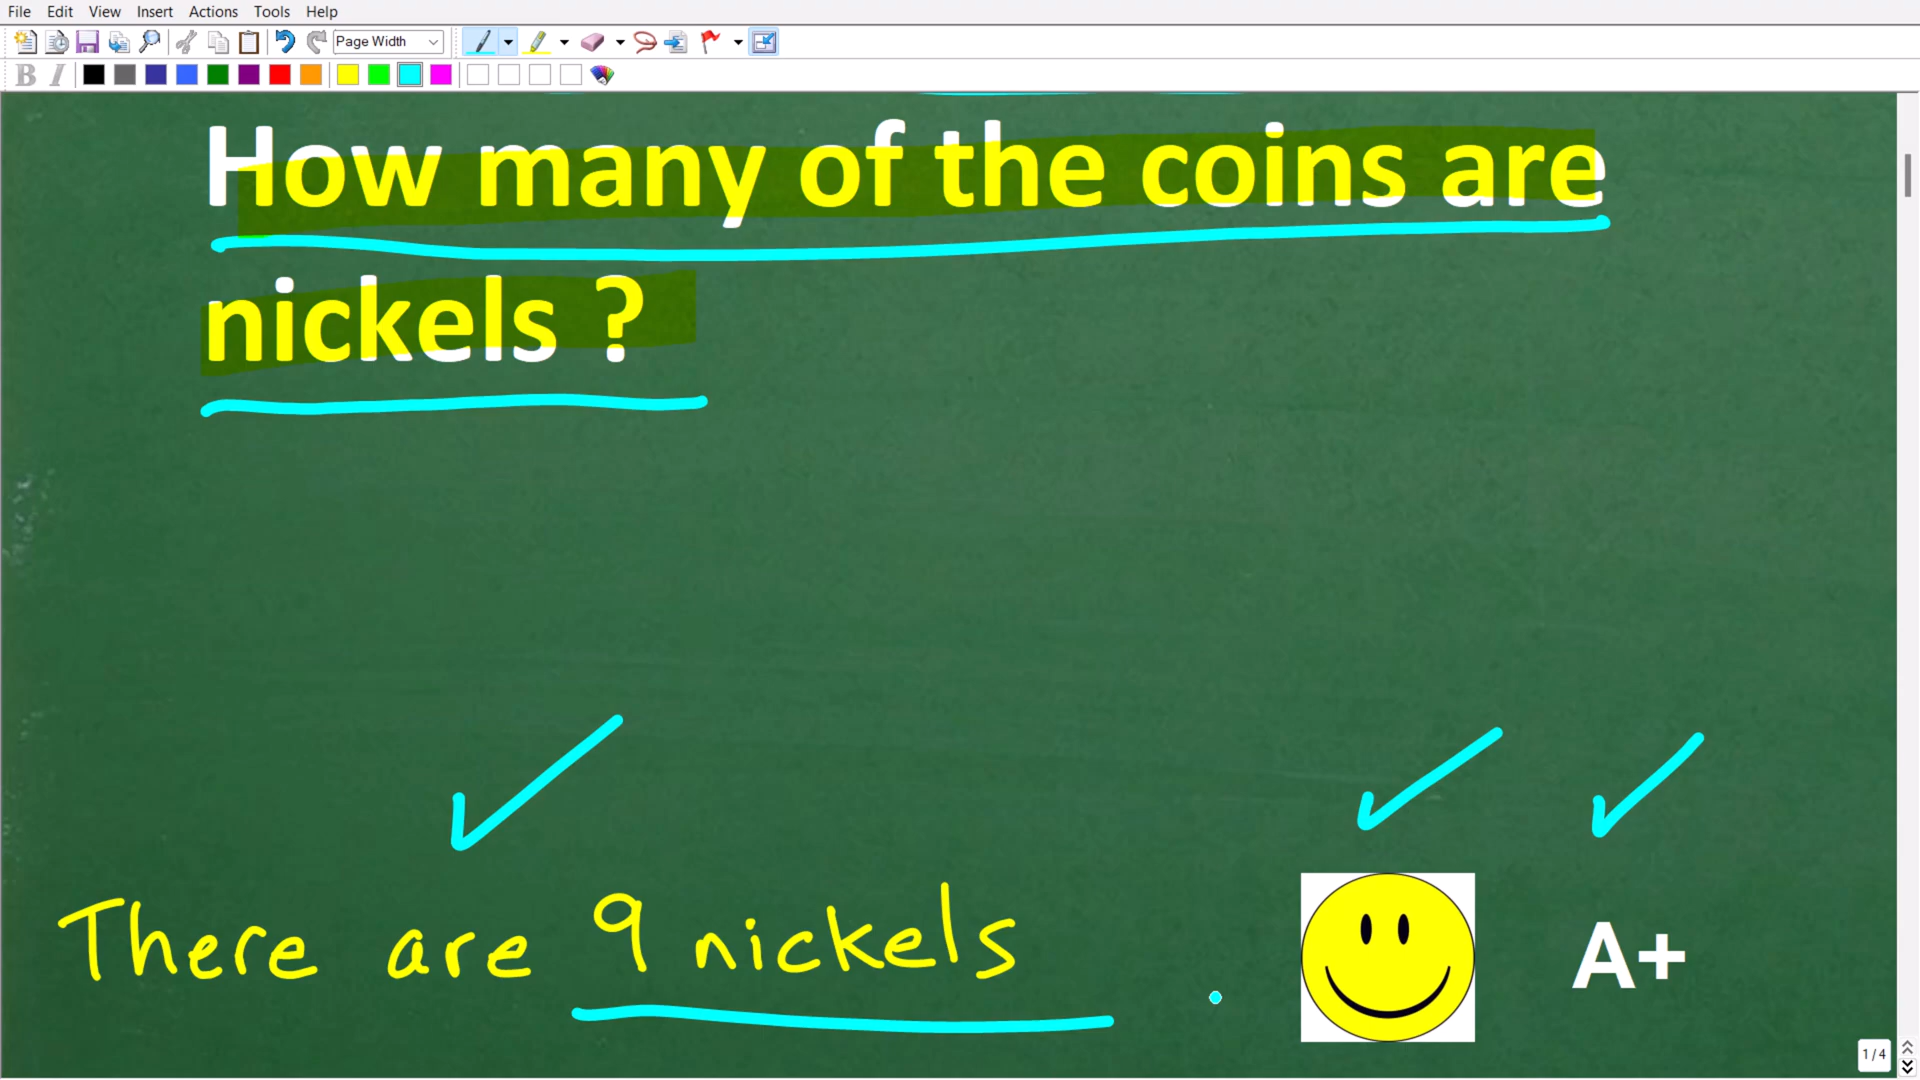 File Edit View Insert Actions Tools Help
Page Width
B I
How many of the coins are
nickels ?
There are 9 nickels
A+
1 / 4